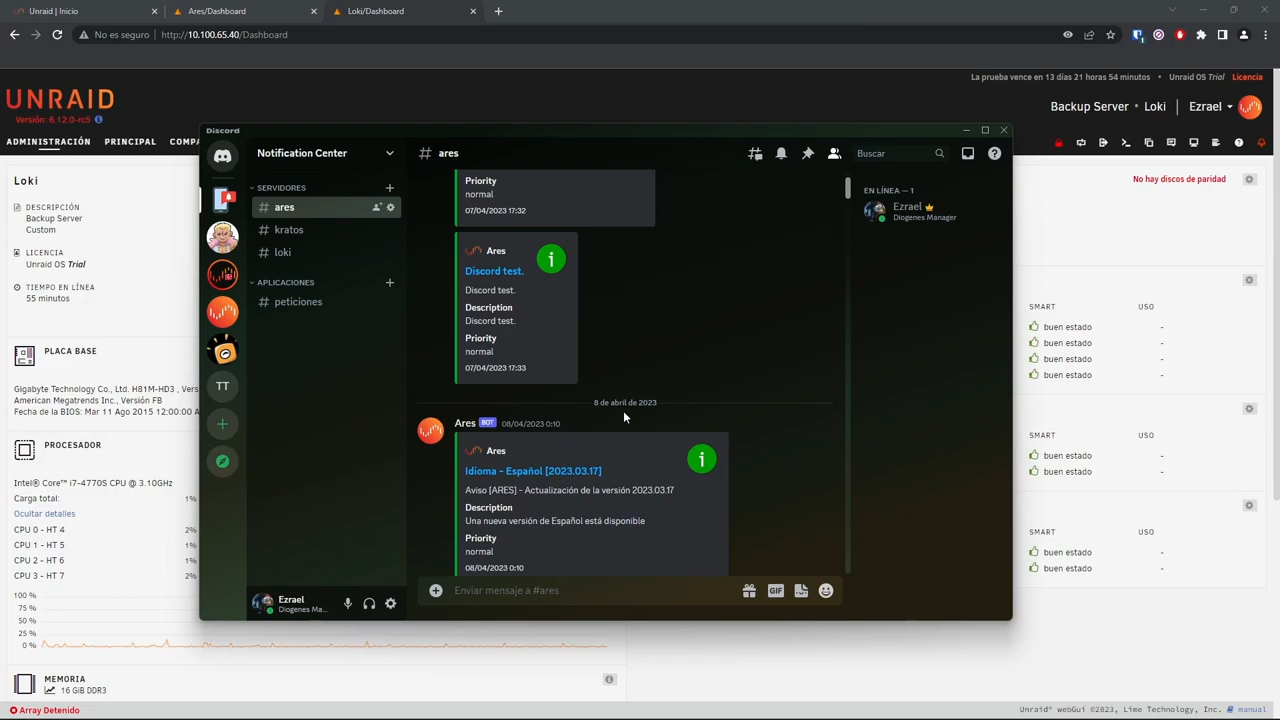 Unraid | Inicio
Ares/Dashboard
Loki/Dashboard
No es seguro | http://10.100.65.40/Dashboard
La prueba vence en 13 días 21 horas 54 minutos • Unraid OS Trial Licencia
UNRAID
Versión: 6.12.0-rc5
Backup Server • Loki | Ezrael
ADMINISTRACIÓN PRINCIPAL COMPA
Loki
DESCRIPCIÓN
Backup Server
Custom
LICENCIA
Unraid OS Trial
TIEMPO EN LÍNEA
55 minutos
PLACA BASE
Gigabyte Technology Co., Ltd. H81M-HD3 , Vers
American Megatrends Inc., Versión FB
Fecha de la BIOS: Mar 11 Ago 2015 12:00:00 A
PROCESADOR
Intel® Core™ i7-4770S CPU @ 3.10GHz
Carga total: 1%
Ocultar detalles
CPU 0 - HT 4 2%
CPU 1 - HT 5 1%
CPU 2 - HT 6 1%
CPU 3 - HT 7 2%
100 %
75 %
50 %
25 %
0 %
MEMORIA
16 GiB DDR3
Array Detenido
Discord
Notification Center
SERVIDORES
ares
kratos
loki
APLICACIONES
peticiones
TT
Ezrael
Diogenes Ma...
ares
Buscar
Priority
normal
07/04/2023 17:32
Ares
Discord test.
Discord test.
Description
Discord test.
Priority
normal
07/04/2023 17:33
8 de abril de 2023
Ares BOT 08/04/2023 0:10
Ares
Idioma - Español [2023.03.17]
Aviso [ARES] - Actualización de la versión 2023.03.17
Description
Una nueva versión de Español está disponible
Priority
normal
08/04/2023 0:10
Enviar mensaje a #ares
GIF
EN LÍNEA — 1
Ezrael
Diogenes Manager
No hay discos de paridad
SMART USO
buen estado -
buen estado -
buen estado -
buen estado -
SMART USO
buen estado -
buen estado -
SMART USO
buen estado -
buen estado -
Unraid® webGui ©2023, Lime Technology, Inc. manual